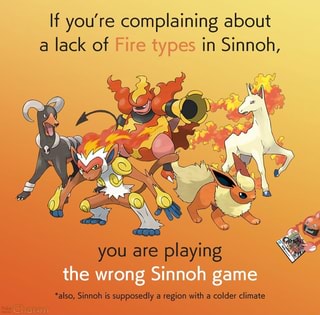 If you're complaining about
a lack of Fire types in Sinnoh,
you are playing
the wrong Sinnoh game
*also, Sinnoh is supposedly a region with a colder climate